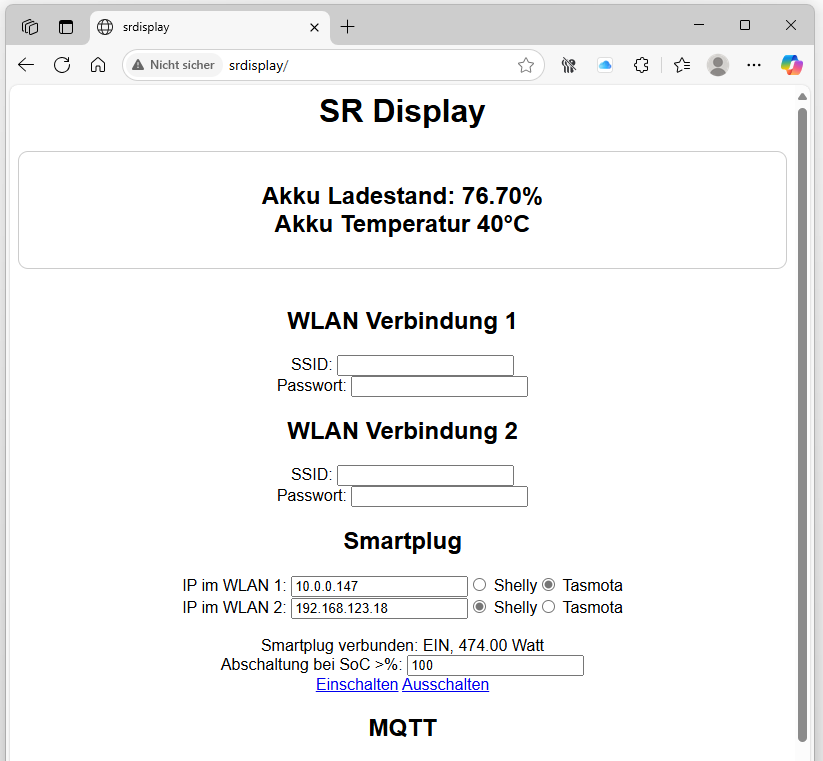 srdisplay
Nicht sicher srdisplay/
SR Display
Akku Ladestand: 76.70%
Akku Temperatur 40°C
WLAN Verbindung 1
SSID:
Passwort:
WLAN Verbindung 2
SSID:
Passwort:
Smartplug
IP im WLAN 1: 10.0.0.147 Shelly Tasmota
IP im WLAN 2: 192.168.123.18 Shelly Tasmota
Smartplug verbunden: EIN, 474.00 Watt
Abschaltung bei SoC >%: 100
Einschalten Ausschalten
MQTT